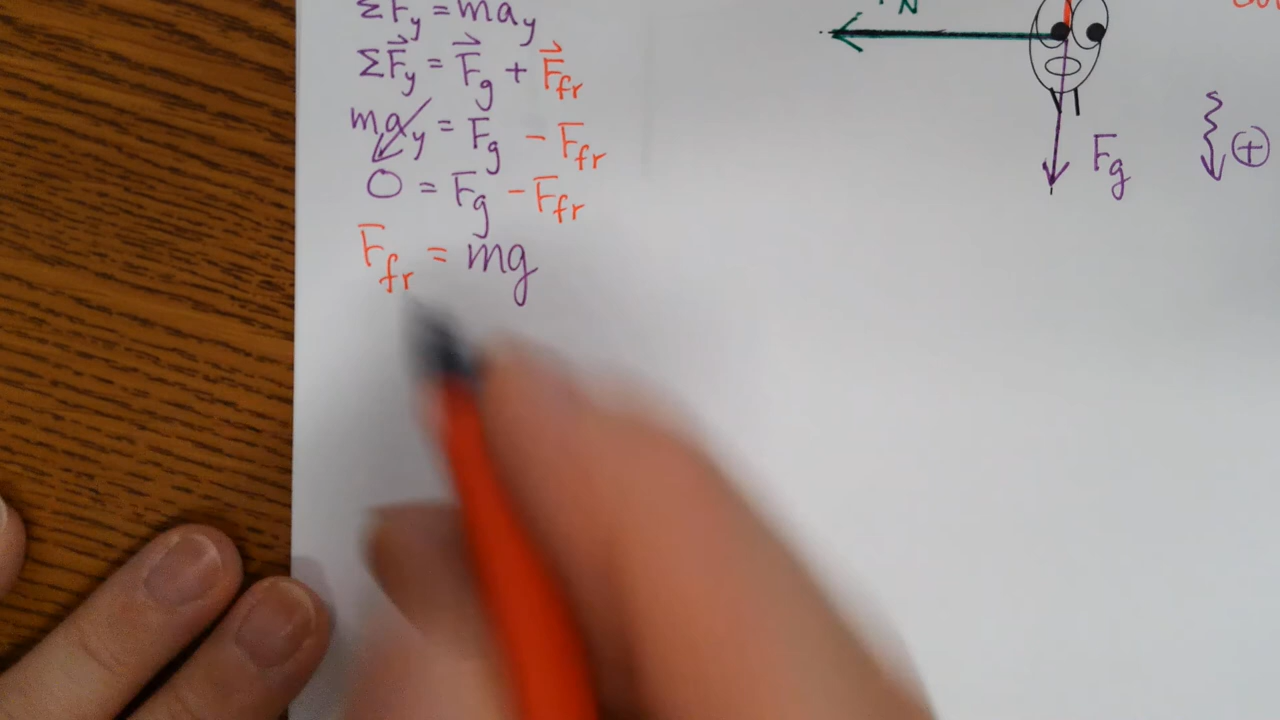 ΣFy = may
ΣF⃗y = F⃗g + F⃗fr
may = Fg - Ffr
0 = Fg - Ffr
Ffr = mg
N
Fg
+